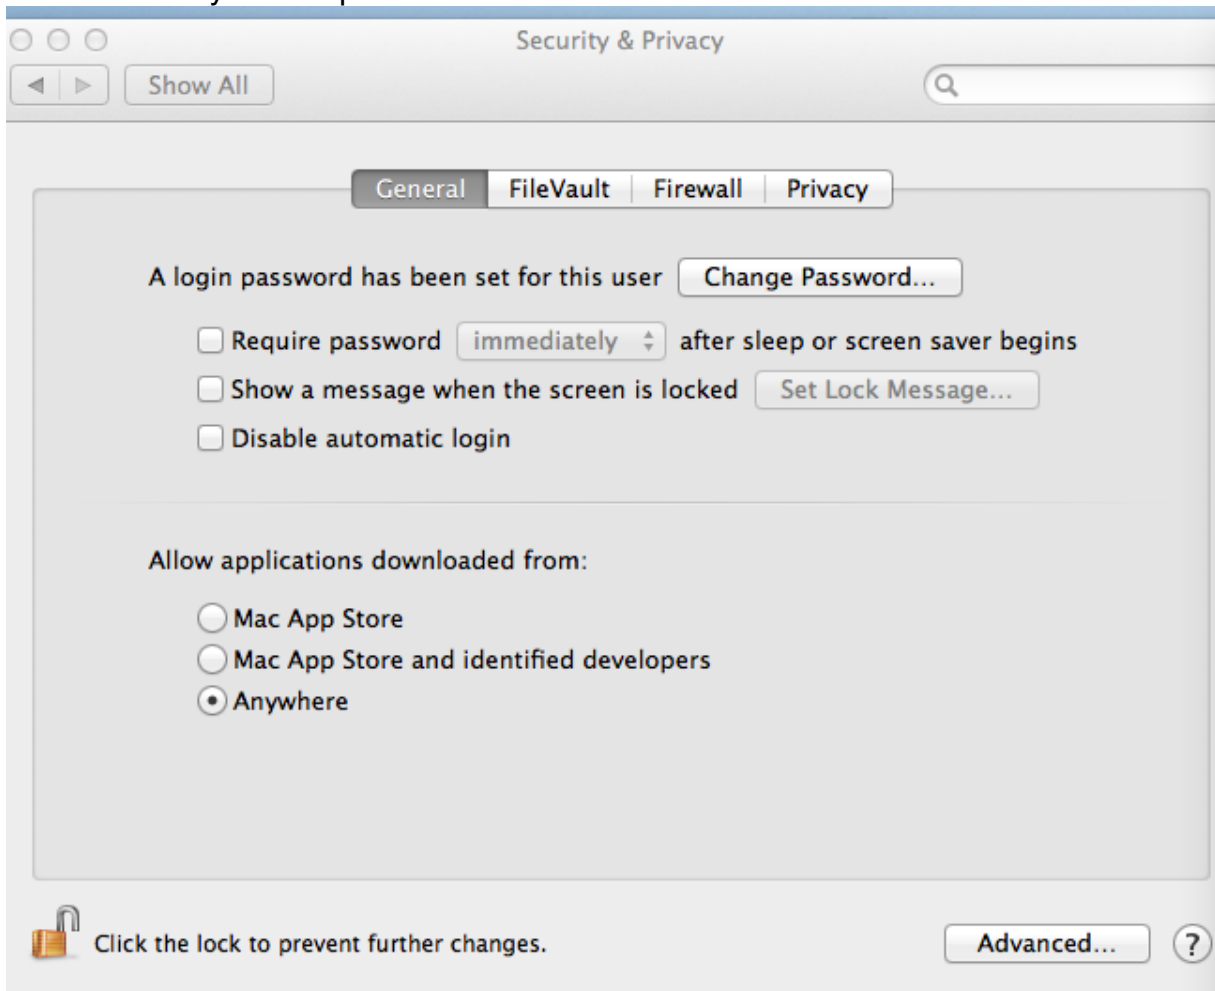 Security & Privacy
Show All
General FileVault Firewall Privacy
A login password has been set for this user Change Password...
Require password immediately after sleep or screen saver begins
Show a message when the screen is locked Set Lock Message...
Disable automatic login
Allow applications downloaded from:
Mac App Store
Mac App Store and identified developers
Anywhere
Click the lock to prevent further changes. Advanced... ?